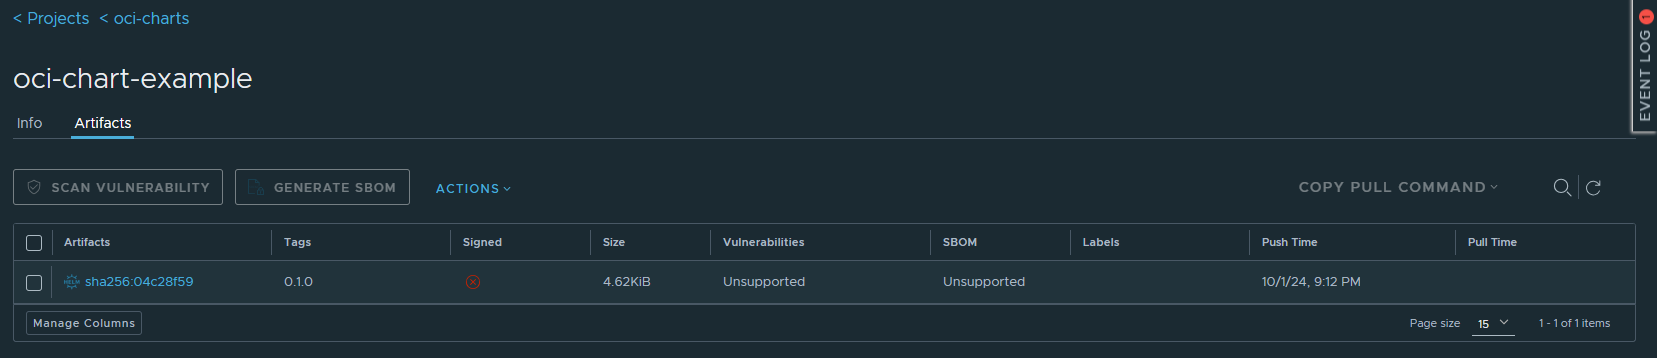 < Projects < oci-charts
EVENT LOG 1
oci-chart-example
Info Artifacts
SCAN VULNERABILITY GENERATE SBOM ACTIONS COPY PULL COMMAND
Artifacts Tags Signed Size Vulnerabilities SBOM Labels Push Time Pull Time
HELM sha256:04c28f59 0.1.0 4.62KiB Unsupported Unsupported 10/1/24, 9:12 PM
Manage Columns Page size 15 1 - 1 of 1 items